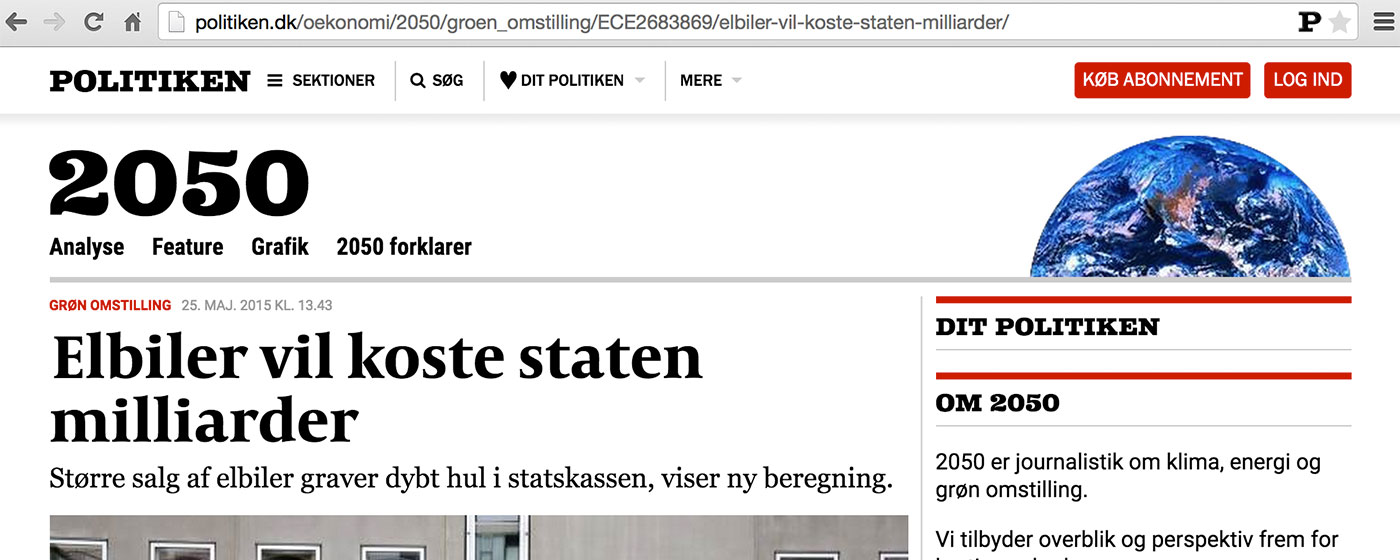 politiken.dk/oekonomi/2050/groen_omstilling/ECE2683869/elbiler-vil-koste-staten-milliarder/
P
POLITIKEN SEKTIONER SØG DIT POLITIKEN MERE KØB ABONNEMENT LOG IND
2050
Analyse Feature Grafik 2050 forklarer
GRØN OMSTILLING 25. MAJ. 2015 KL. 13.43
Elbiler vil koste staten
milliarder
Større salg af elbiler graver dybt hul i statskassen, viser ny beregning.
DIT POLITIKEN
OM 2050
2050 er journalistik om klima, energi og
grøn omstilling.
Vi tilbyder overblik og perspektiv frem for